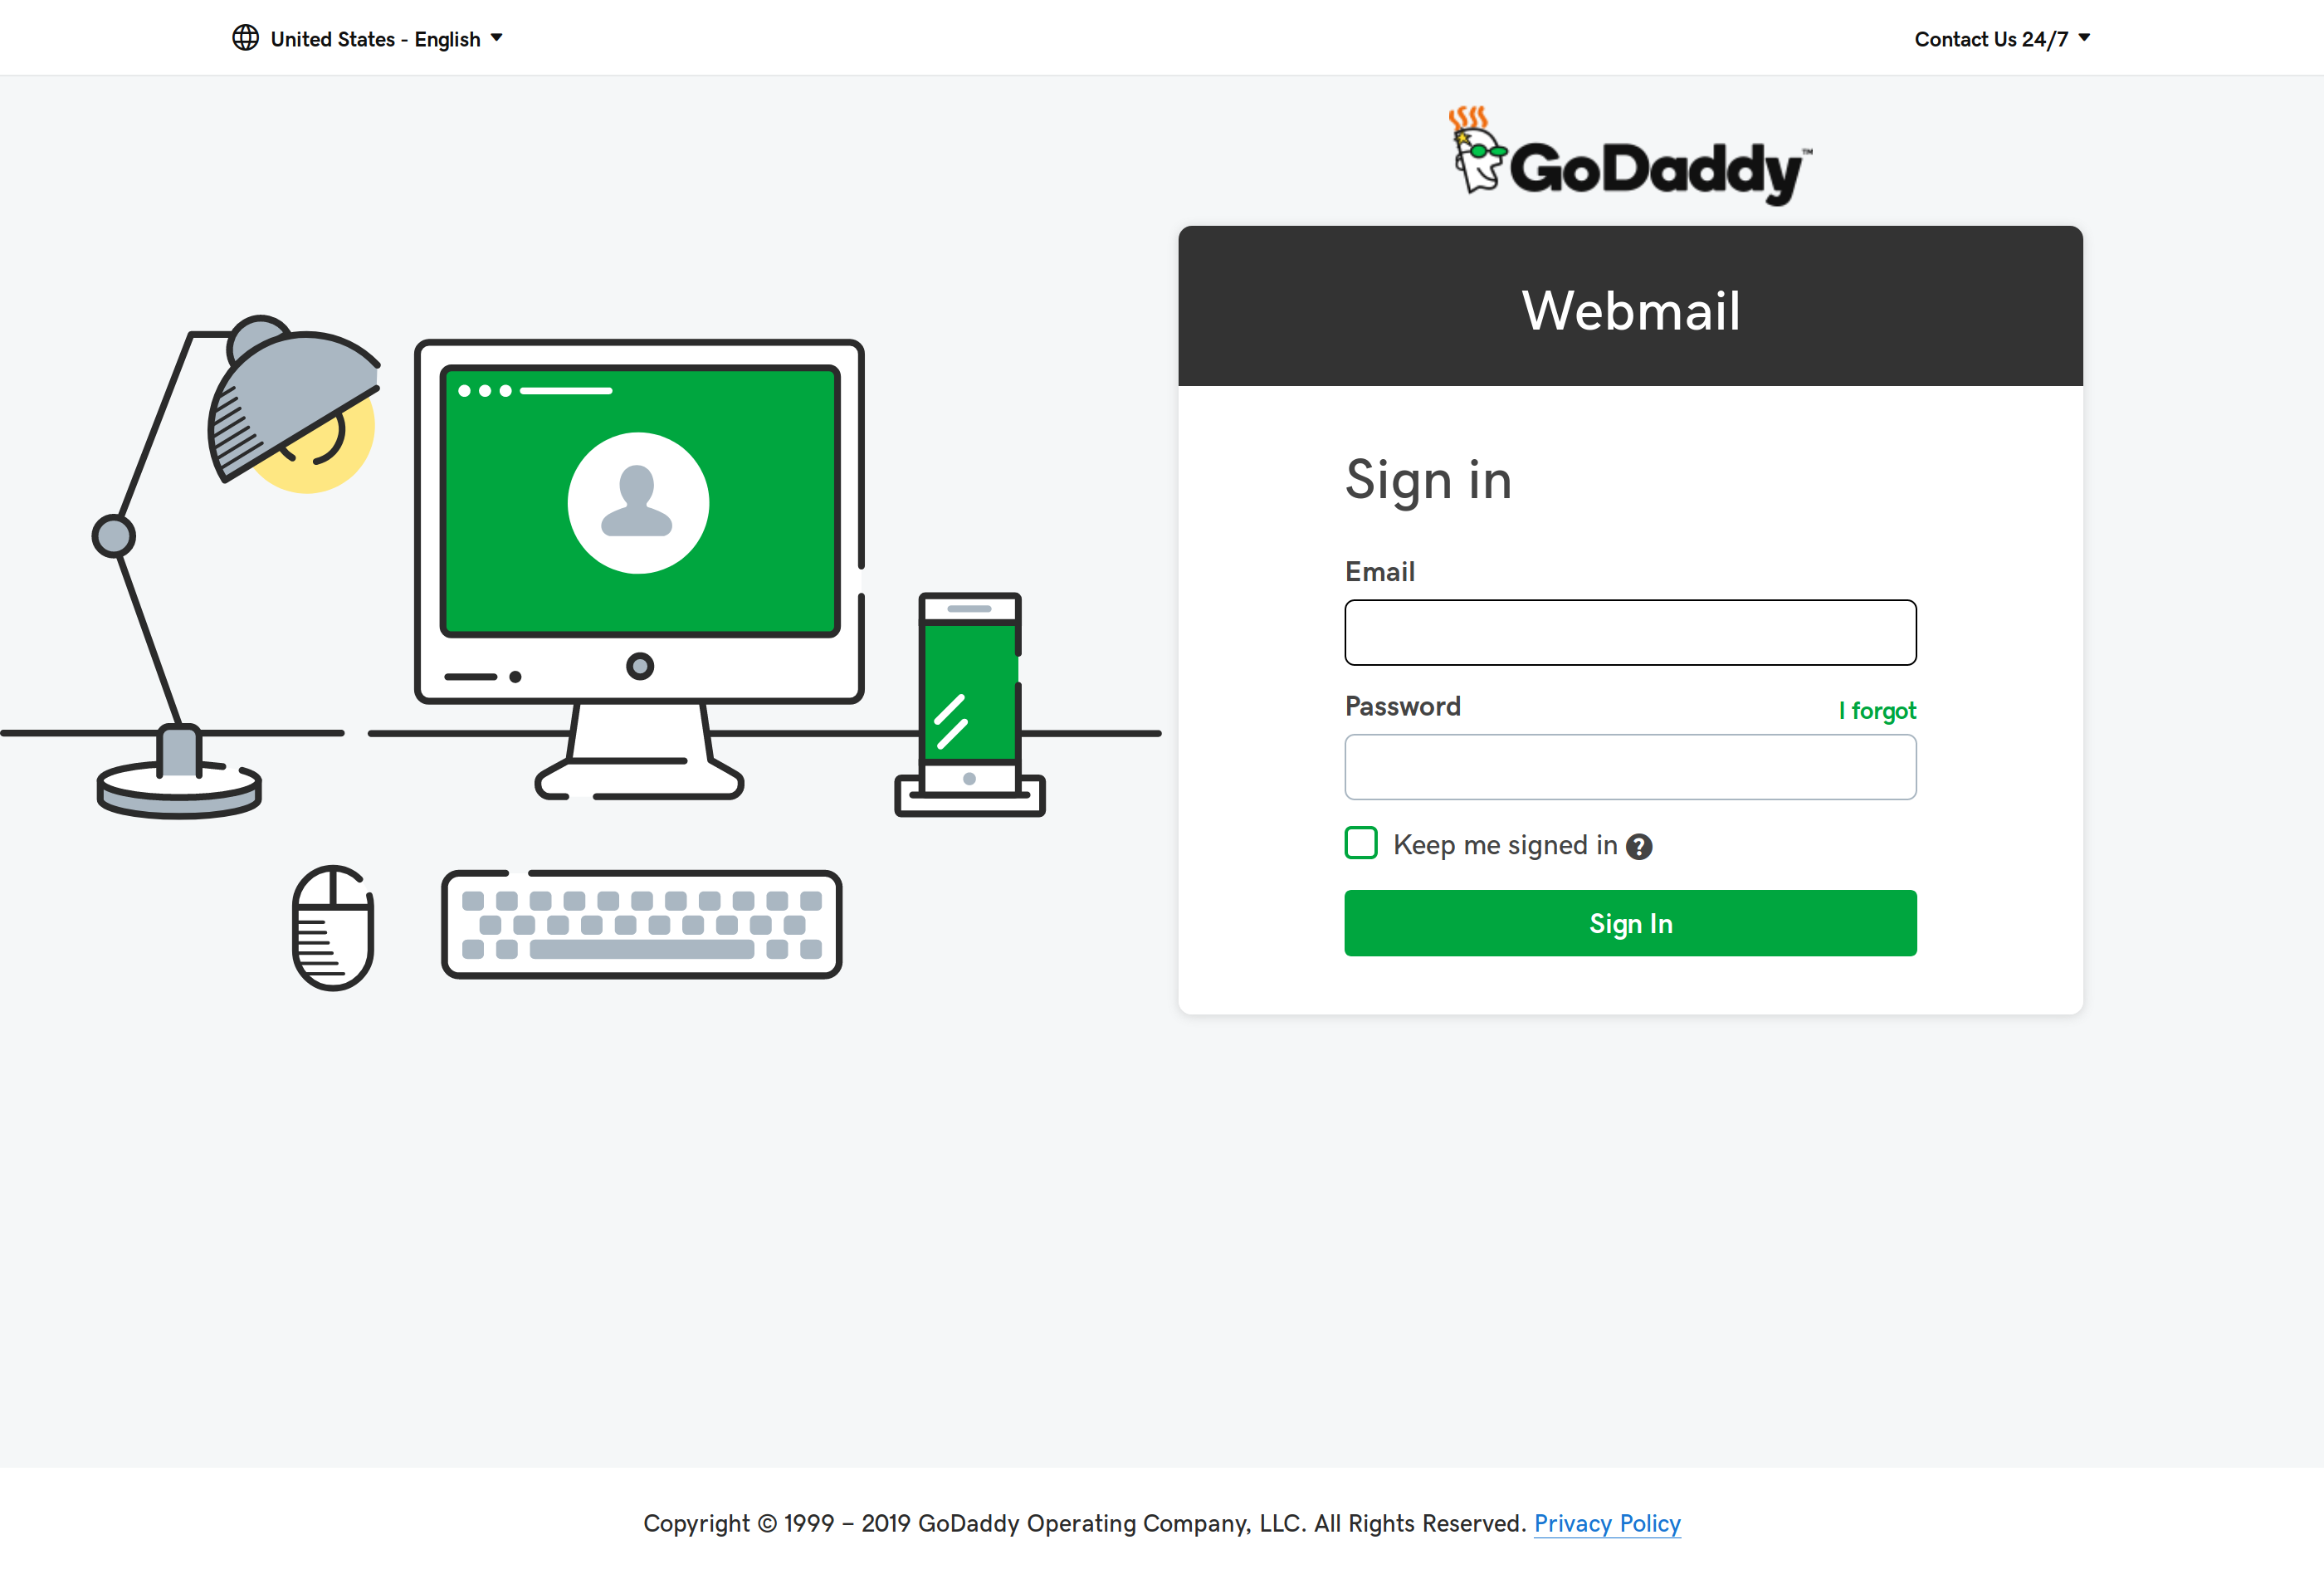 United States - English
Contact Us 24/7
GoDaddy™
Webmail
Sign in
Email
Password
I forgot
Keep me signed in ?
Sign In
Copyright © 1999 – 2019 GoDaddy Operating Company, LLC. All Rights Reserved. Privacy Policy